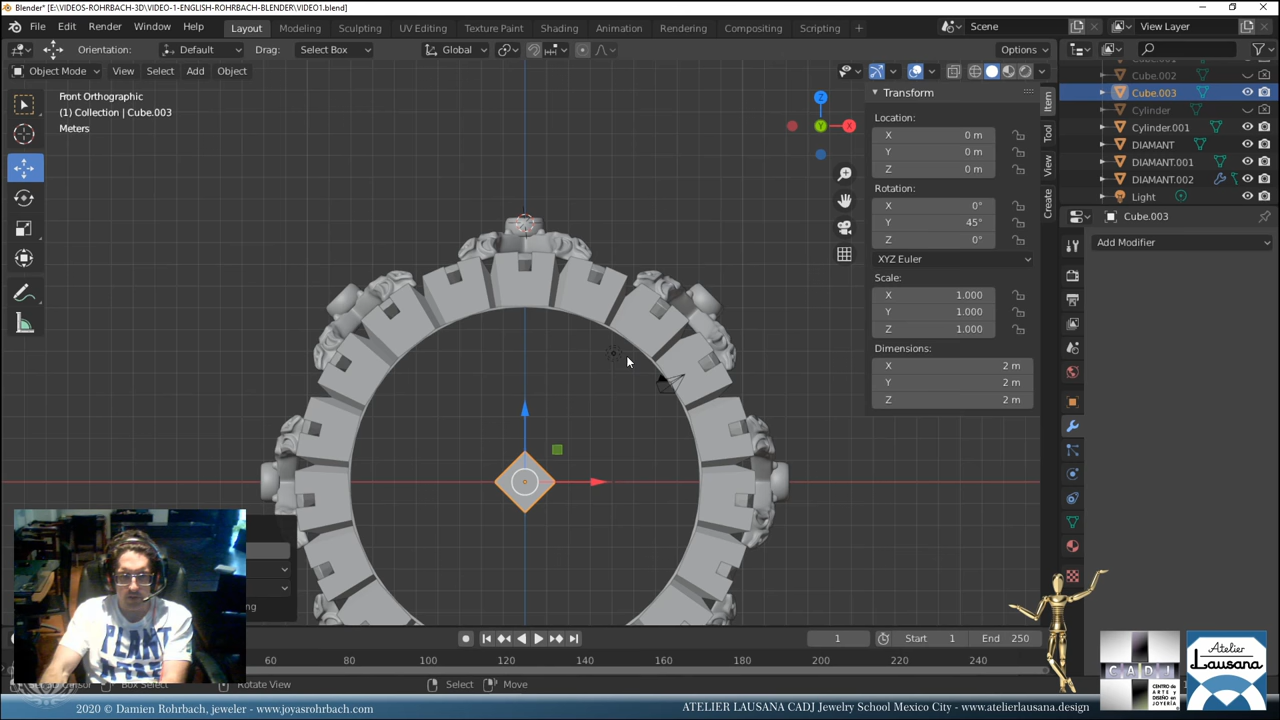 Blender* [E:\VIDEOS-ROHRBACH-3D\VIDEO-1-ENGLISH-ROHRBACH-BLENDER\VIDEO1.blend]
File Edit Render Window Help Layout Modeling Sculpting UV Editing Texture Paint Shading Animation Rendering Compositing Scripting Scene View Layer
Orientation: Default Drag: Select Box Global Options
Object Mode View Select Add Object
Front Orthographic
(1) Collection | Cube.003
Meters
Z
X
Y
Transform
Location:
X 0 m
Y 0 m
Z 0 m
Rotation:
X 0°
Y 45°
Z 0°
XYZ Euler
Scale:
X 1.000
Y 1.000
Z 1.000
Dimensions:
X 2 m
Y 2 m
Z 2 m
Item
Tool
View
Create
Cube.002
Cube.003
Cylinder
Cylinder.001
DIAMANT
DIAMANT.001
DIAMANT.002
Light
Cube.003
Add Modifier
1 Start 1 End 250
60 80 100 120 140 160 180 200 220 240
Box Select Rotate View Select Move
PLANT
CADJ
CENTRO DE
ARTE Y
DISEÑO EN
JOYERÍA
Atelier
Lausana
2020 © Damien Rohrbach, jeweler - www.joyasrohrbach.com
ATELIER LAUSANA CADJ Jewelry School Mexico City - www.atelierlausana.design